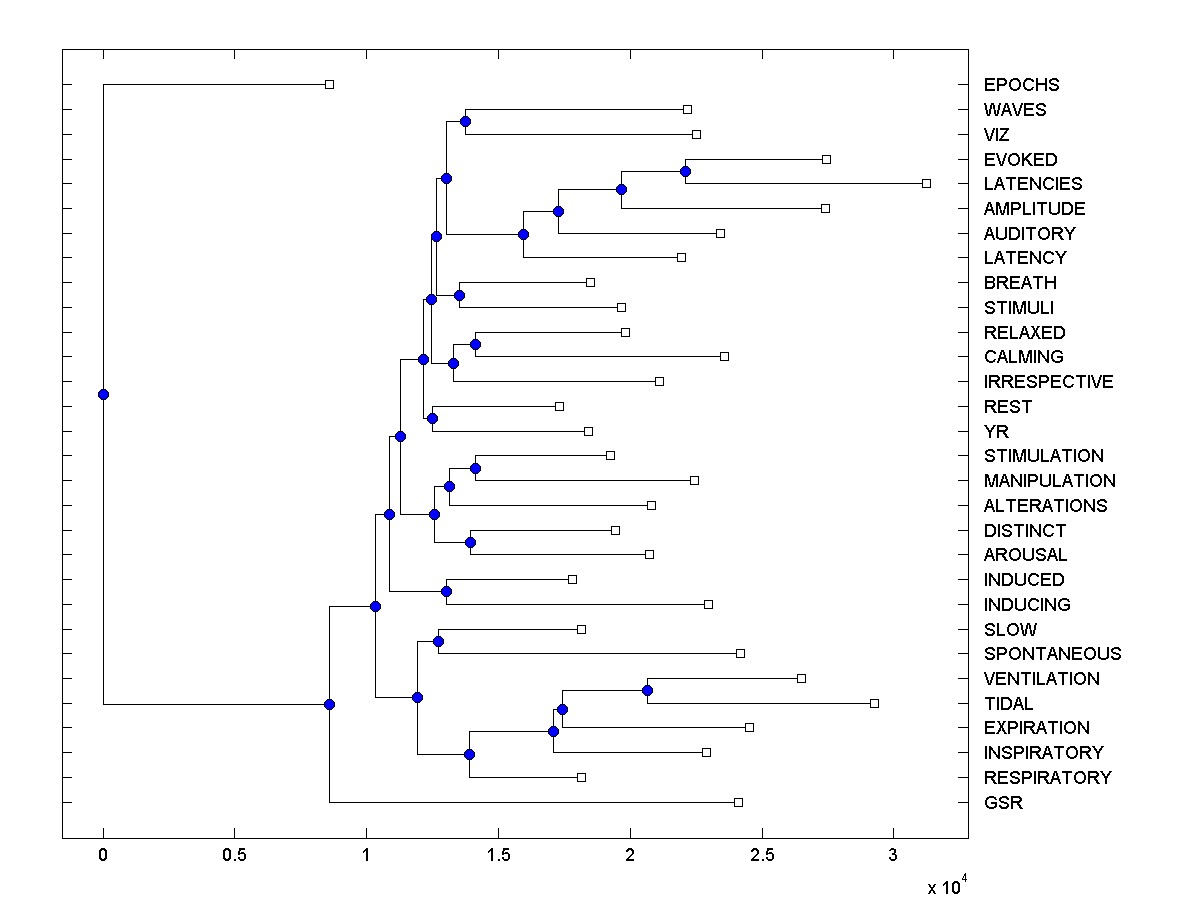 EPOCHS
WAVES
VIZ
EVOKED
LATENCIES
AMPLITUDE
AUDITORY
LATENCY
BREATH
STIMULI
RELAXED
CALMING
IRRESPECTIVE
REST
YR
STIMULATION
MANIPULATION
ALTERATIONS
DISTINCT
AROUSAL
INDUCED
INDUCING
SLOW
SPONTANEOUS
VENTILATION
TIDAL
EXPIRATION
INSPIRATORY
RESPIRATORY
GSR
0 0.5 1 1.5 2 2.5 3
x 10^4